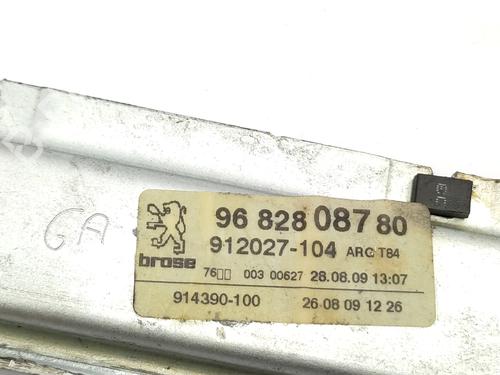 GA
96 828 087 80
912027-104 ARC T84
brose
76 003 00627 28.08.09 13:07
914390-100 26 08 09 12 26